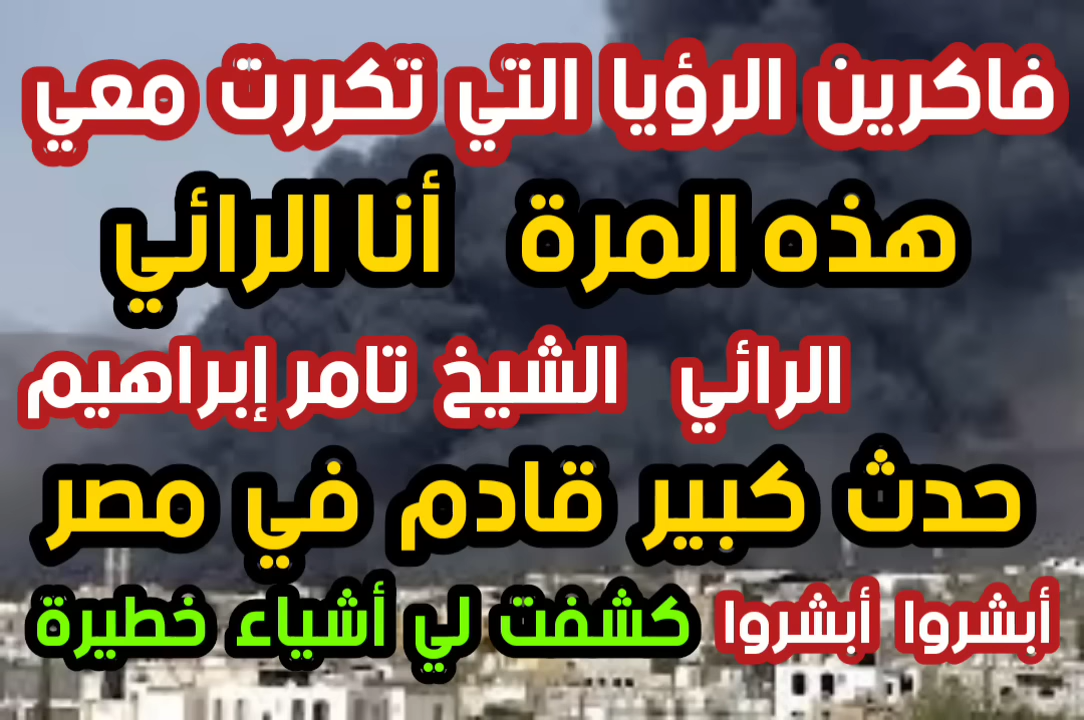 فاكرين الرؤيا التي تكررت معي
هذه المرة أنا الرائي
الرائي الشيخ تامر إبراهيم
حدث كبير قادم في مصر
أبشروا أبشروا كشفت لي أشياء خطيرة